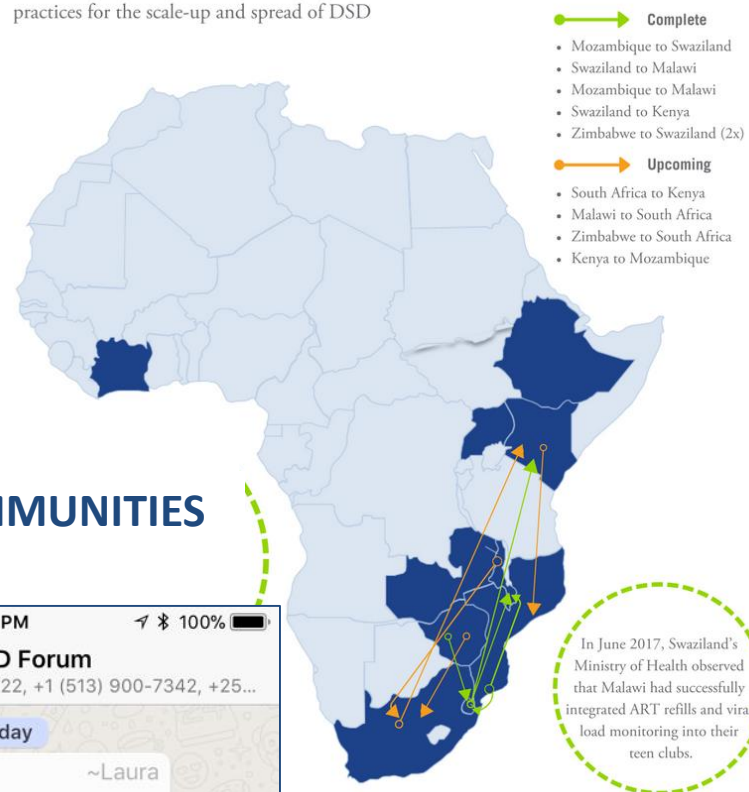 practices for the scale-up and spread of DSD
Complete
• Mozambique to Swaziland
• Swaziland to Malawi
• Mozambique to Malawi
• Swaziland to Kenya
• Zimbabwe to Swaziland (2x)
Upcoming
• South Africa to Kenya
• Malawi to South Africa
• Zimbabwe to South Africa
• Kenya to Mozambique
MMUNITIES
PM
100%
D Forum
22, +1 (513) 900-7342, +25...
day
~Laura
In June 2017, Swaziland's
Ministry of Health observed
that Malawi had successfully
integrated ART refills and vira
load monitoring into their
teen clubs.